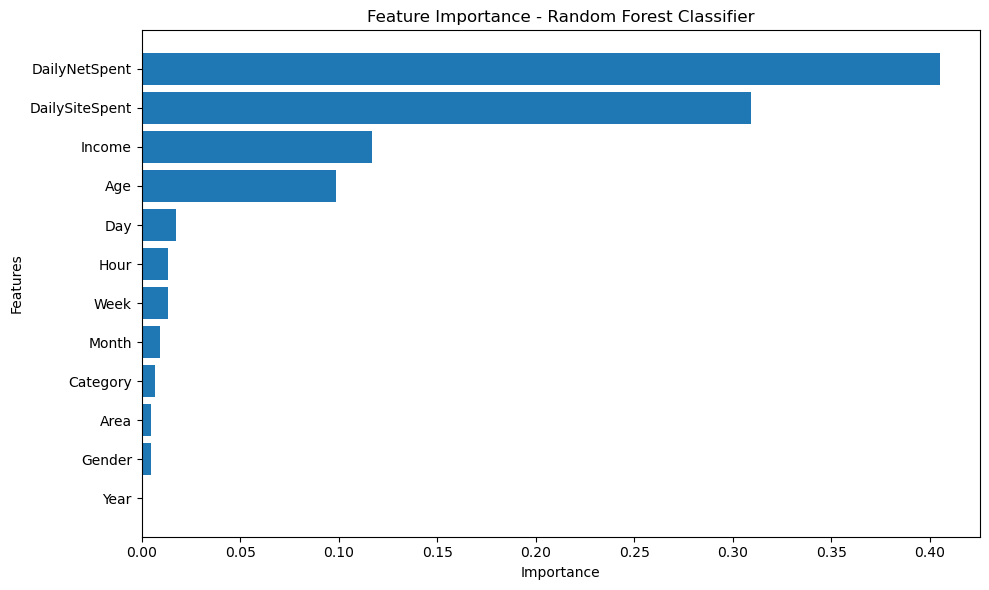 Feature Importance - Random Forest Classifier
DailyNetSpent
DailySiteSpent
Income
Age
Day
Hour
Week
Month
Category
Area
Gender
Year
Features
0.00 0.05 0.10 0.15 0.20 0.25 0.30 0.35 0.40
Importance